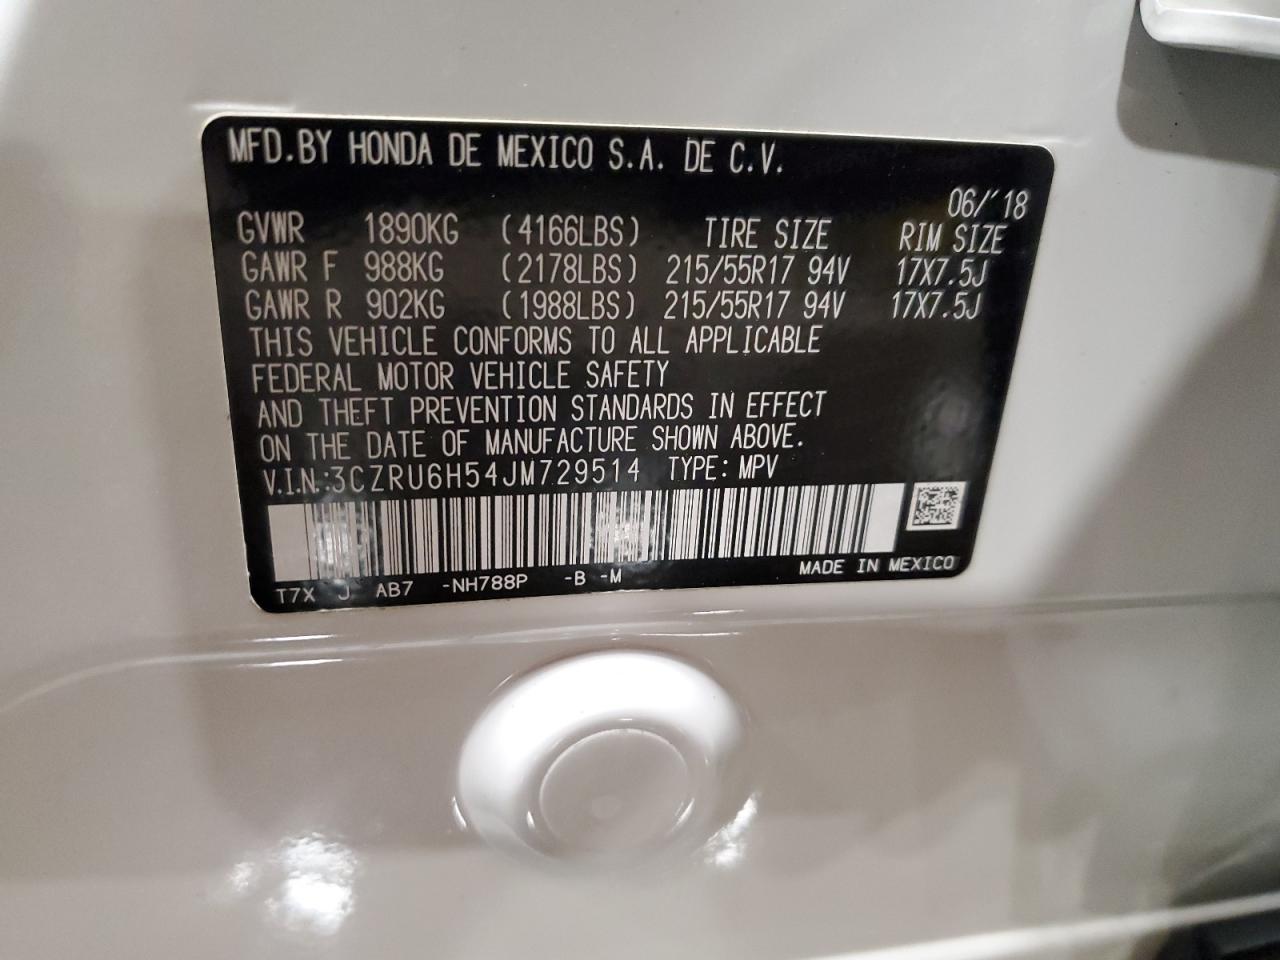 MFD.BY HONDA DE MEXICO S.A. DE C.V.
06/'18
GVWR 1890KG (4166LBS) TIRE SIZE RIM SIZE
GAWR F 988KG (2178LBS) 215/55R17 94V 17X7.5J
GAWR R 902KG (1988LBS) 215/55R17 94V 17X7.5J
THIS VEHICLE CONFORMS TO ALL APPLICABLE
FEDERAL MOTOR VEHICLE SAFETY
AND THEFT PREVENTION STANDARDS IN EFFECT
ON THE DATE OF MANUFACTURE SHOWN ABOVE.
V.I.N.:3CZRU6H54JM729514 TYPE: MPV
MADE IN MEXICO
T7X J AB7 -NH788P -B -M